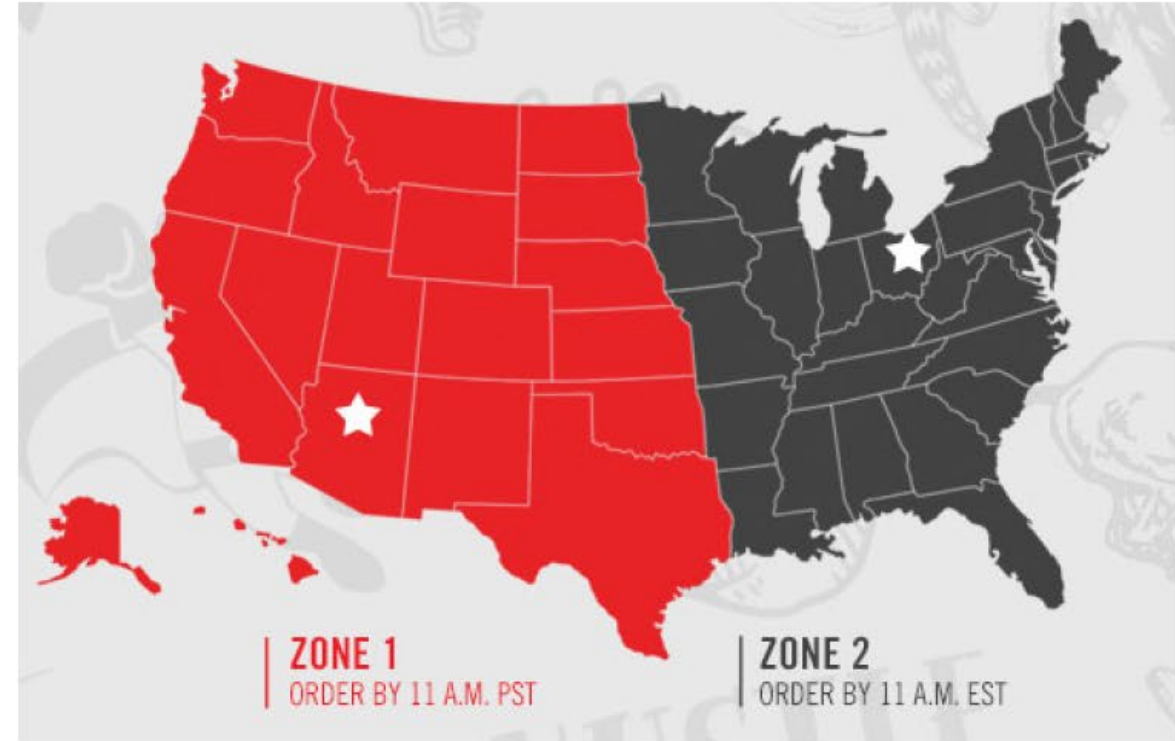 ZONE 1
ORDER BY 11 A.M. PST
ZONE 2
ORDER BY 11 A.M. EST